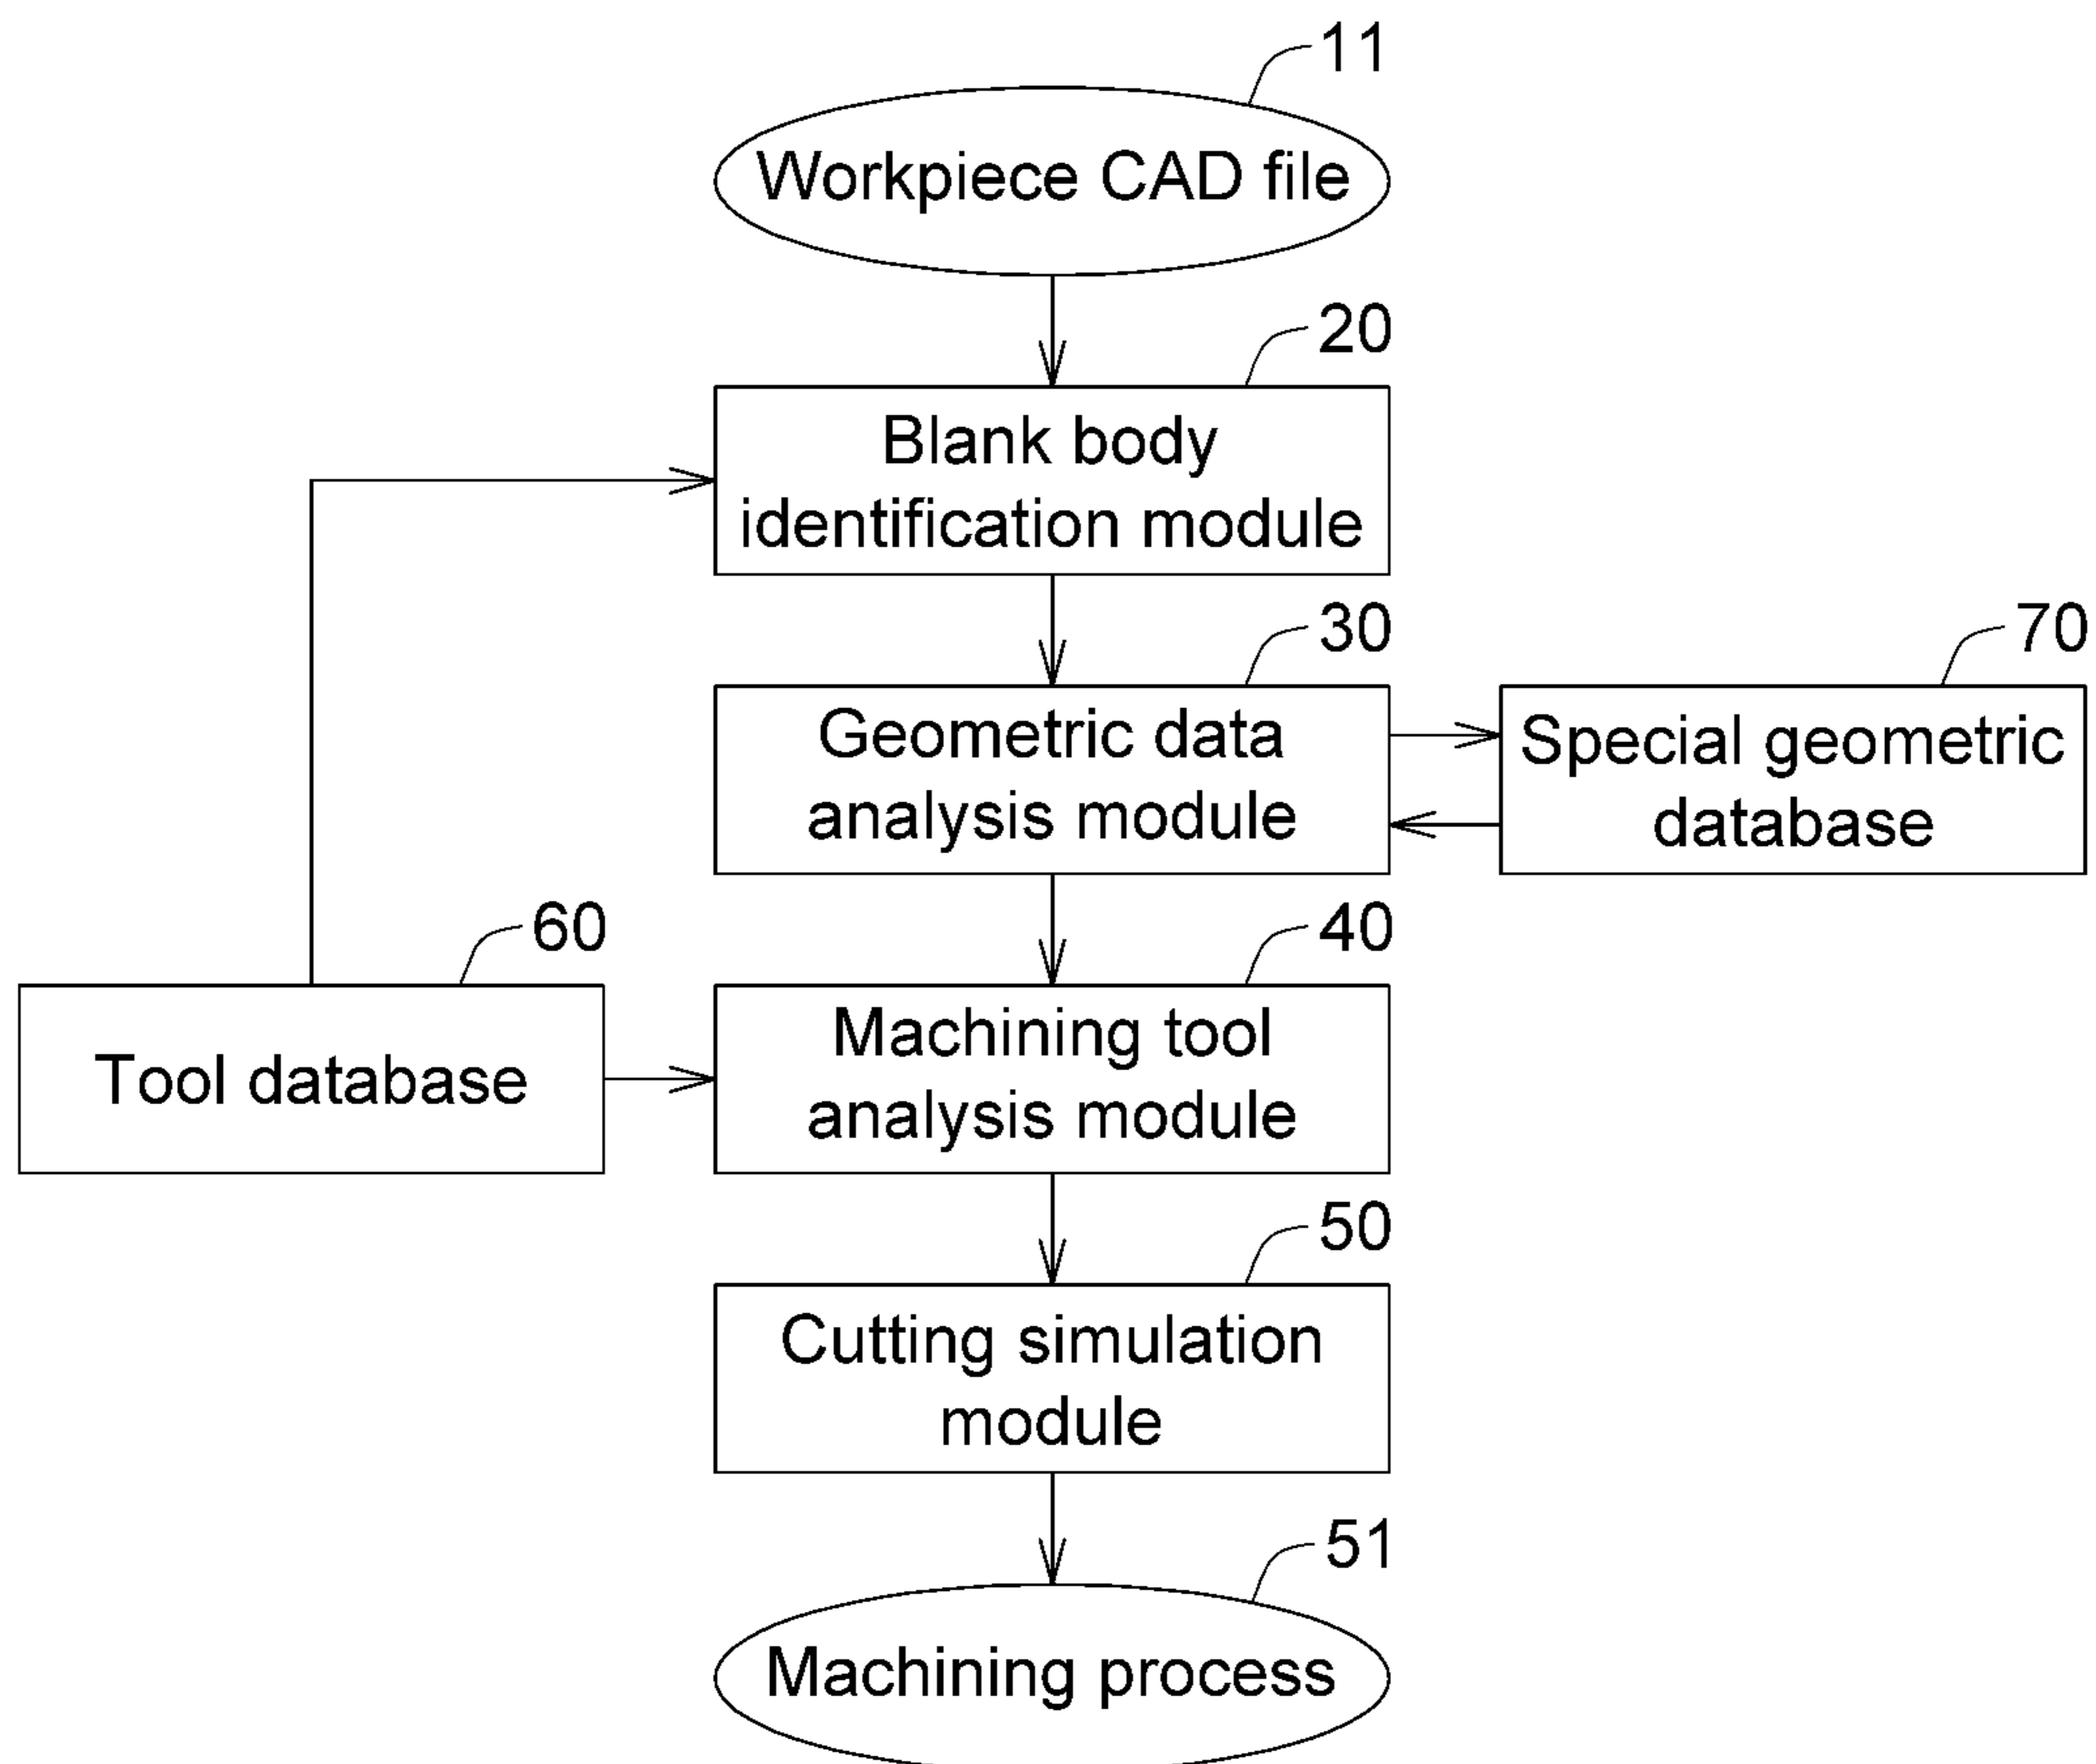 11
Workpiece CAD file
20
Blank body
identification module
30
Geometric data
analysis module
70
Special geometric
database
60
Tool database
40
Machining tool
analysis module
50
Cutting simulation
module
51
Machining process